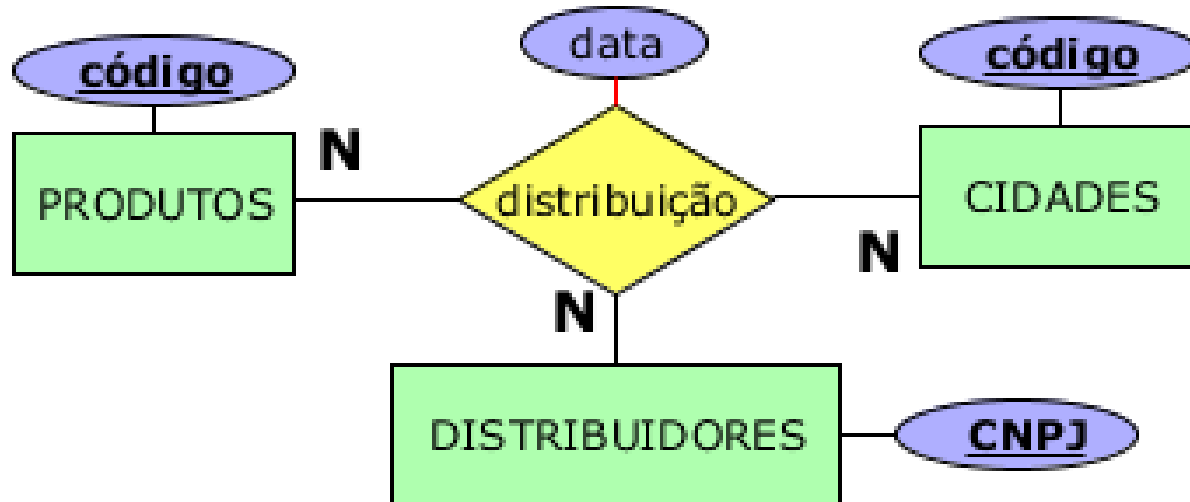 data
código
código
N
PRODUTOS
distribuição
CIDADES
N
N
DISTRIBUIDORES
CNPJ